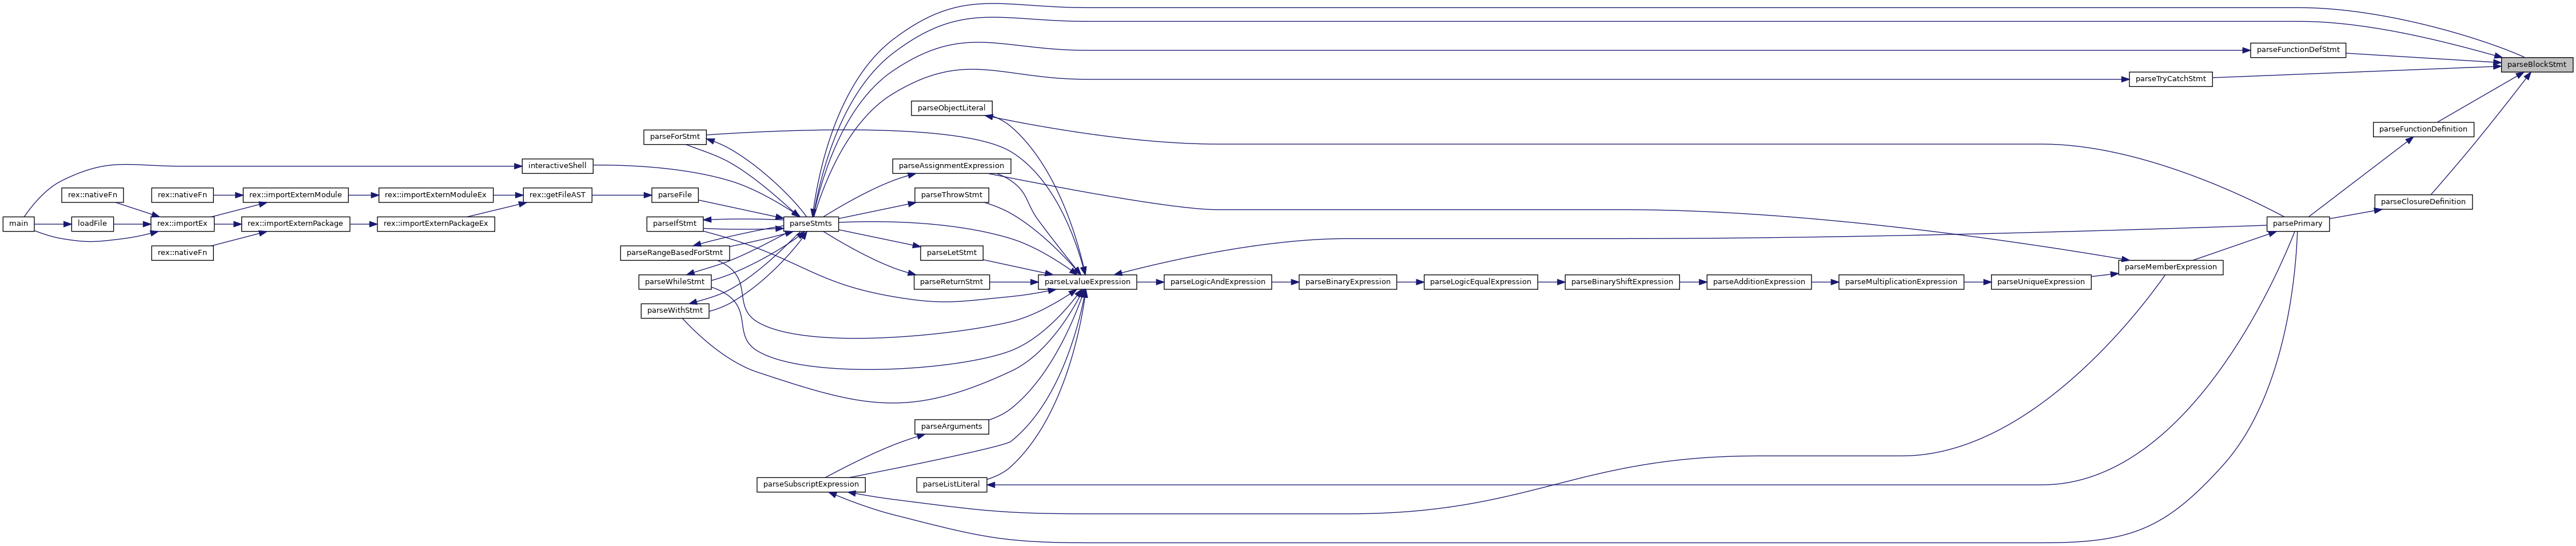 main
rex::nativeFn
loadFile
rex::nativeFn
rex::importEx
rex::nativeFn
rex::importExternModule
rex::importExternPackage
rex::importExternModuleEx
rex::importExternPackageEx
interactiveShell
rex::getFileAST
parseForStmt
parseFile
parseIfStmt
parseRangeBasedForStmt
parseWhileStmt
parseWithStmt
parseStmts
parseSubscriptExpression
parseObjectLiteral
parseAssignmentExpression
parseThrowStmt
parseLetStmt
parseReturnStmt
parseArguments
parseListLiteral
parseLvalueExpression
parseLogicAndExpression
parseBinaryExpression
parseLogicEqualExpression
parseBinaryShiftExpression
parseAdditionExpression
parseMultiplicationExpression
parseUniqueExpression
parseTryCatchStmt
parseMemberExpression
parseFunctionDefStmt
parsePrimary
parseFunctionDefinition
parseClosureDefinition
parseBlockStmt